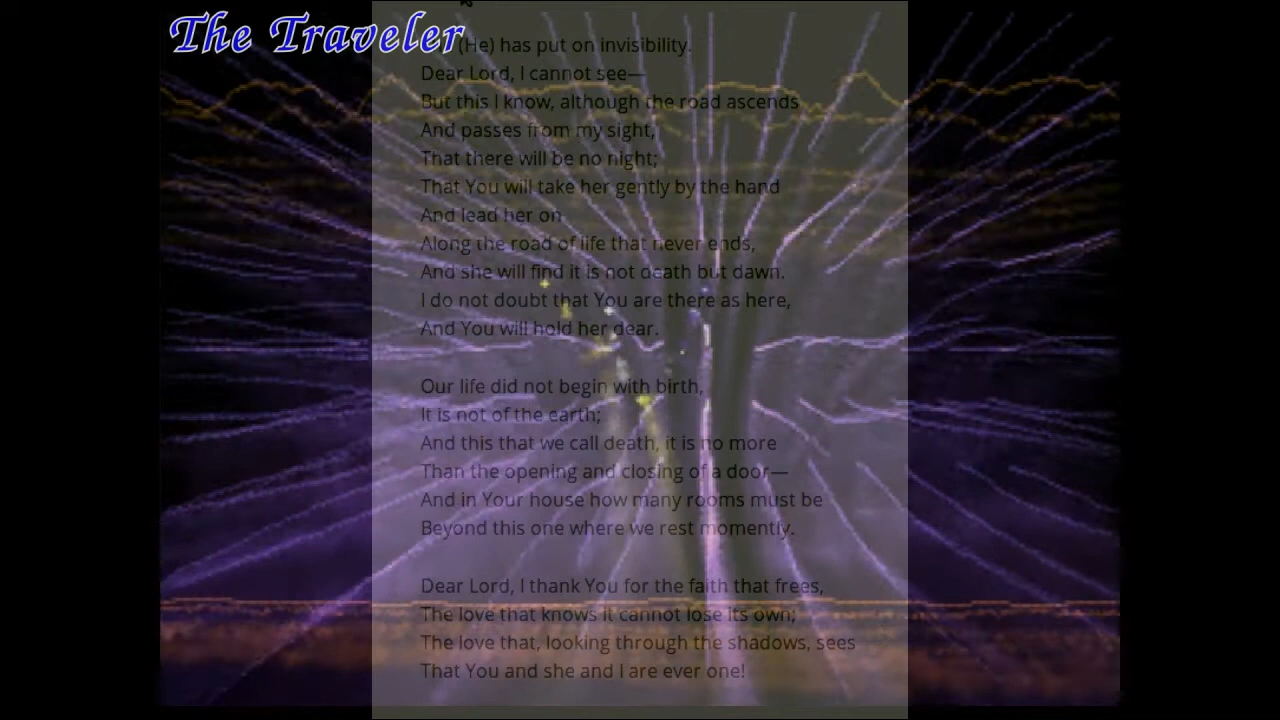 The Traveler
(He) has put on invisibility.
Dear Lord, I cannot see—
But this I know, although the road ascends
And passes from my sight,
That there will be no night;
That You will take her gently by the hand
And lead her on
Along the road of life that never ends,
And she will find it is not death but dawn.
I do not doubt that You are there as here,
And You will hold her dear.

Our life did not begin with birth,
It is not of the earth;
And this that we call death, it is no more
Than the opening and closing of a door—
And in Your house how many rooms must be
Beyond this one where we rest momently.

Dear Lord, I thank You for the faith that frees,
The love that knows it cannot lose its own;
The love that, looking through the shadows, sees
That You and she and I are ever one!